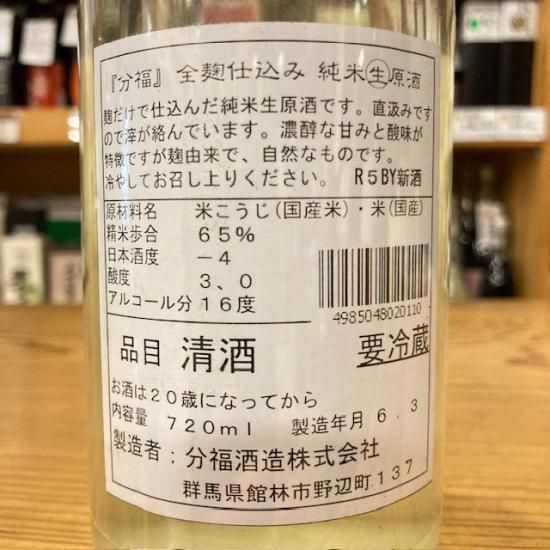 『分福』 全麹仕込み 純米生原酒
麹だけで仕込んだ純米生原酒です。直汲みです
ので滓が絡んでいます。濃醇な甘みと酸味が
特徴ですが麹由来で、自然なものです。
冷やしてお召し上りください。 R5BY新酒
原材料名 米こうじ(国産米)・米(国産)
精米歩合 65%
日本酒度 -4
酸度 3、0
アルコール分16度
4985048020110
品目 清酒 要冷蔵
お酒は20歳になってから
内容量 720ml 製造年月 6.3
製造者:分福酒造株式会社
群馬県館林市野辺町137